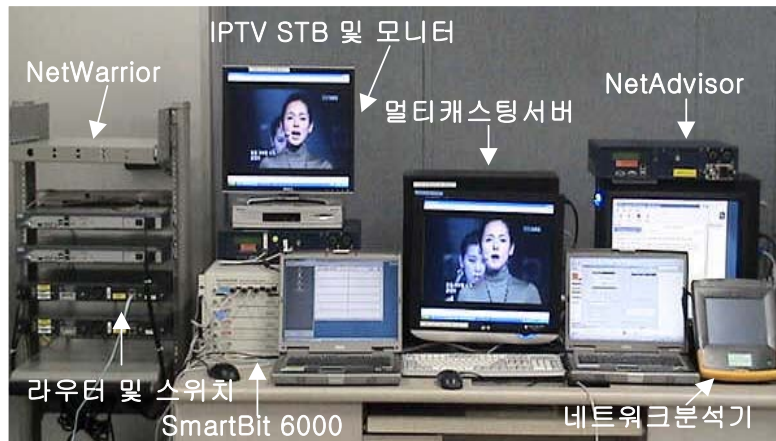 IPTV STB 및 모니터
NetWarrior
NetAdvisor
멀티캐스팅서버
라우터 및 스위치
SmartBit 6000
네트워크분석기